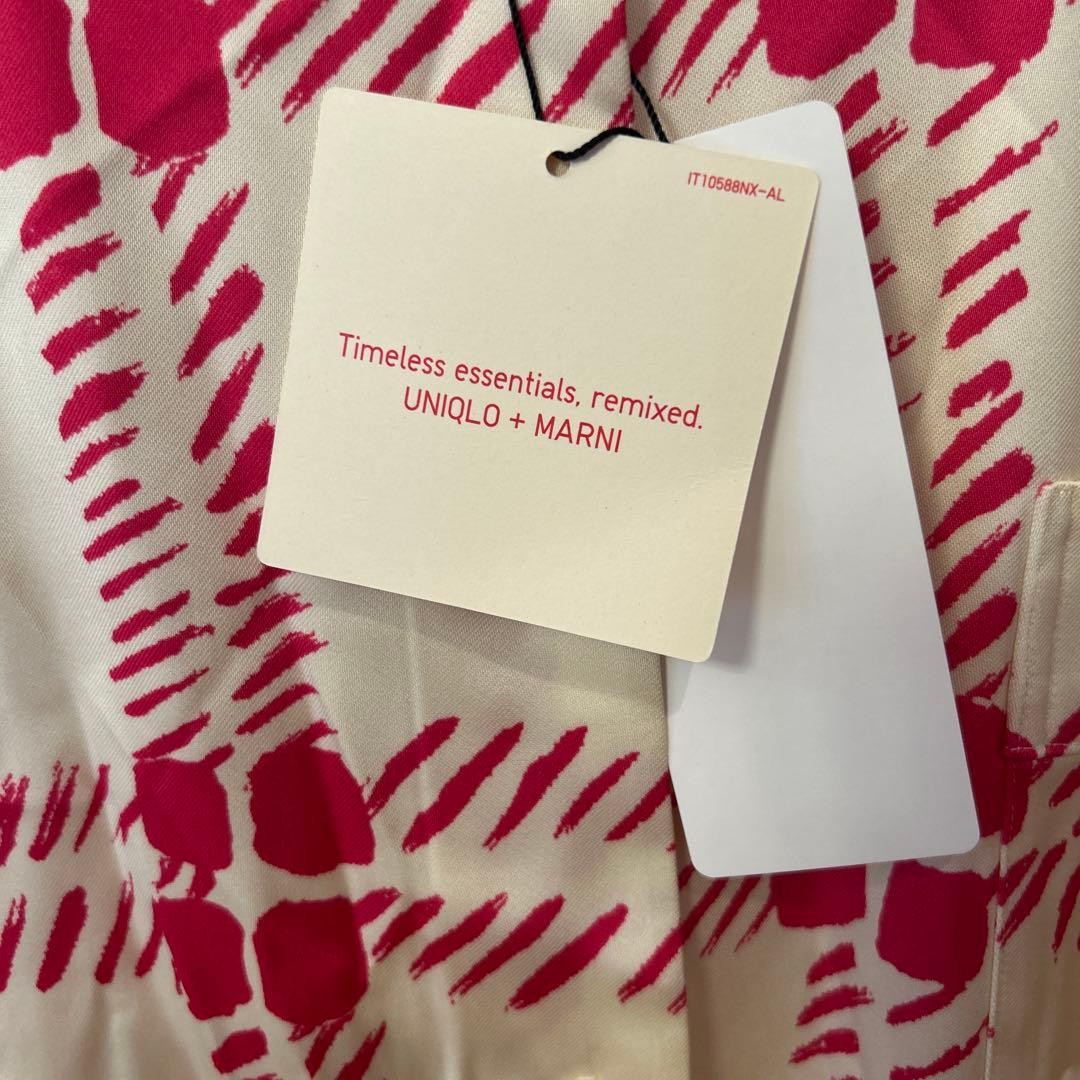 IT10588NX-AL
Timeless essentials, remixed.
UNIQLO + MARNI